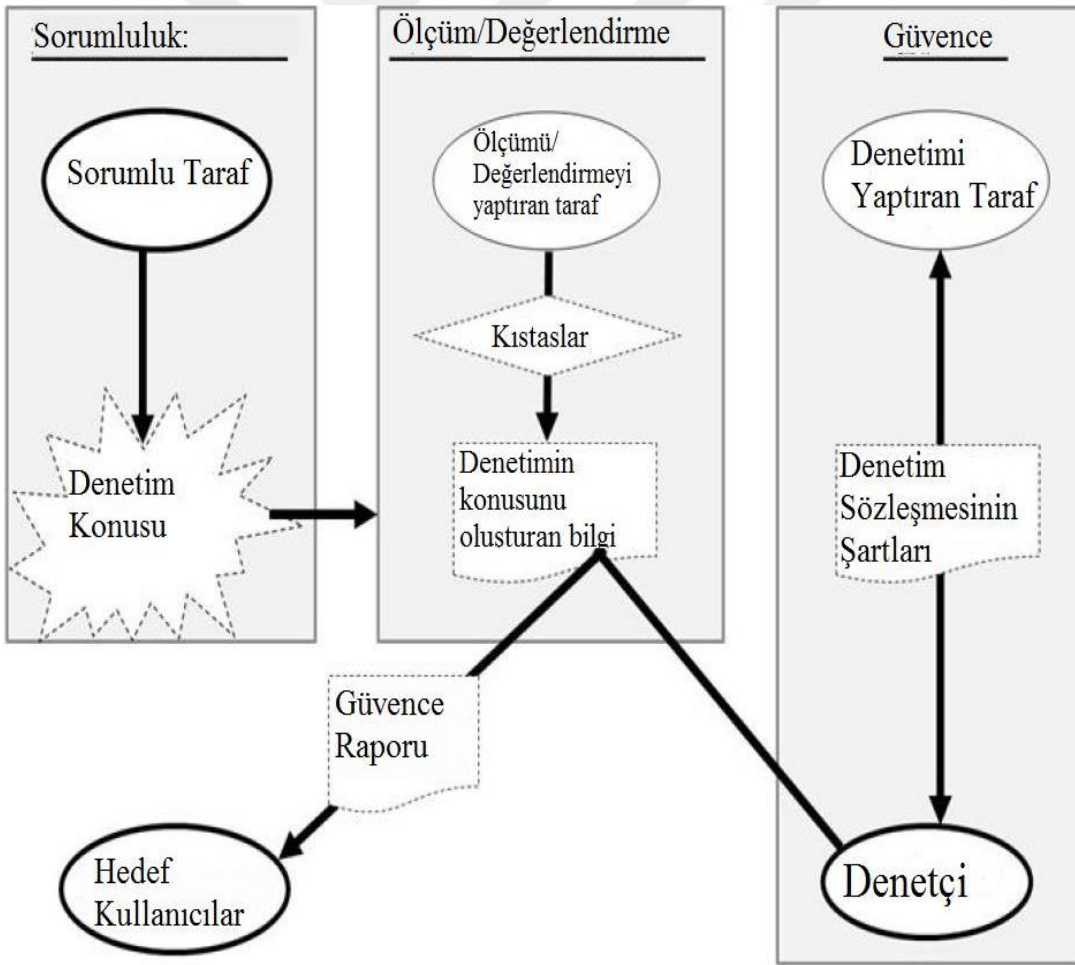 Sorumluluk:
Ölçüm/Değerlendirme
Güvence
Sorumlu Taraf
Ölçümü/
Değerlendirmeyi
yaptıran taraf
Denetimi
Yaptıran Taraf
Kıstaslar
Denetim
Konusu
Denetimin
konusunu
olusturan bilgi
Denetim
Sözleşmesinin
Şartları
Güvence
Raporu
Hedef
Kullanıcılar
Denetçi